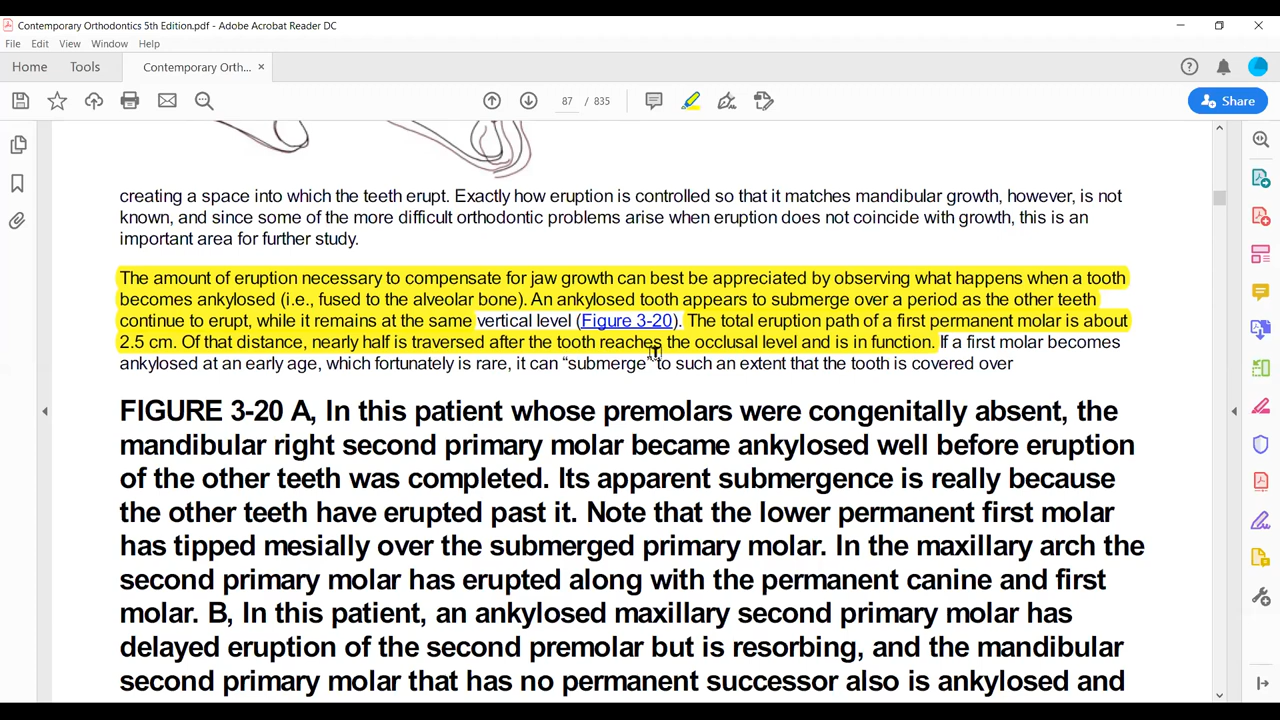 Contemporary Orthodontics 5th Edition.pdf - Adobe Acrobat Reader DC
File Edit View Window Help
Home Tools Contemporary Orth... ×
87 / 835
Share
creating a space into which the teeth erupt. Exactly how eruption is controlled so that it matches mandibular growth, however, is not
known, and since some of the more difficult orthodontic problems arise when eruption does not coincide with growth, this is an
important area for further study.
The amount of eruption necessary to compensate for jaw growth can best be appreciated by observing what happens when a tooth
becomes ankylosed (i.e., fused to the alveolar bone). An ankylosed tooth appears to submerge over a period as the other teeth
continue to erupt, while it remains at the same vertical level (Figure 3-20). The total eruption path of a first permanent molar is about
2.5 cm. Of that distance, nearly half is traversed after the tooth reaches the occlusal level and is in function. If a first molar becomes
ankylosed at an early age, which fortunately is rare, it can “submerge” to such an extent that the tooth is covered over
FIGURE 3-20 A, In this patient whose premolars were congenitally absent, the
mandibular right second primary molar became ankylosed well before eruption
of the other teeth was completed. Its apparent submergence is really because
the other teeth have erupted past it. Note that the lower permanent first molar
has tipped mesially over the submerged primary molar. In the maxillary arch the
second primary molar has erupted along with the permanent canine and first
molar. B, In this patient, an ankylosed maxillary second primary molar has
delayed eruption of the second premolar but is resorbing, and the mandibular
second primary molar that has no permanent successor also is ankylosed and